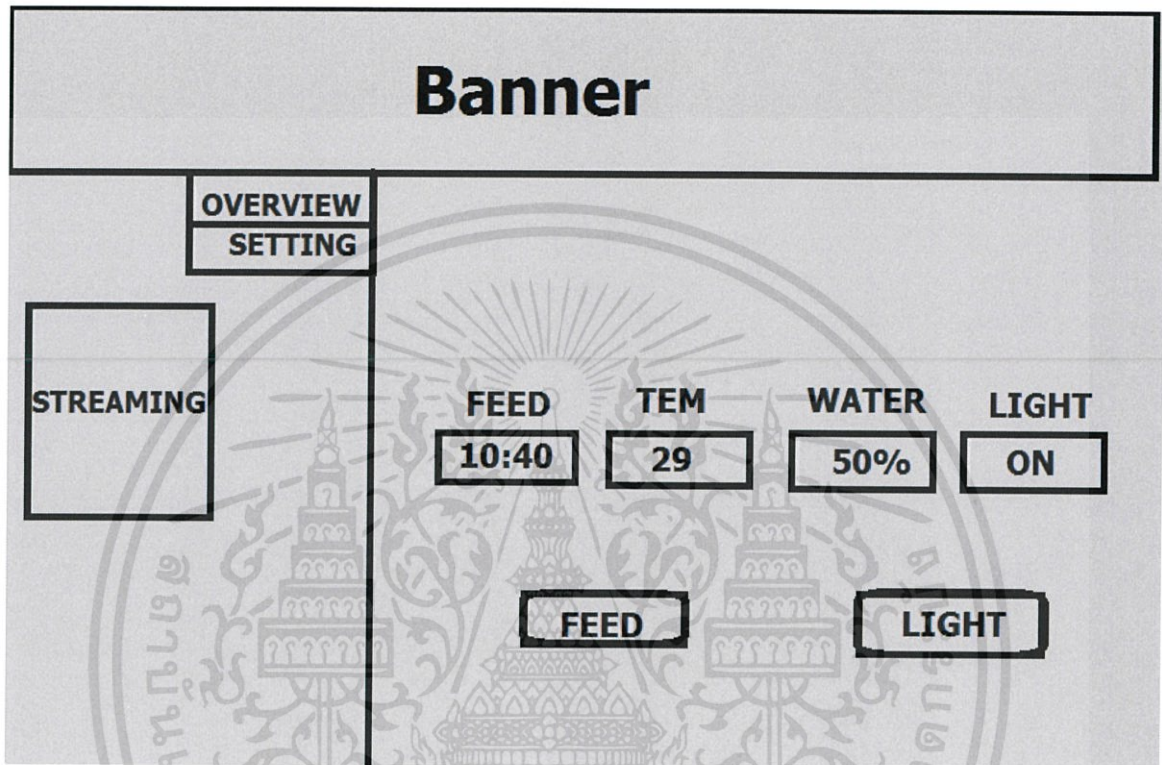 Banner
OVERVIEW
SETTING
STREAMING
FEED TEM WATER LIGHT
10:40 29 50% ON
FEED LIGHT